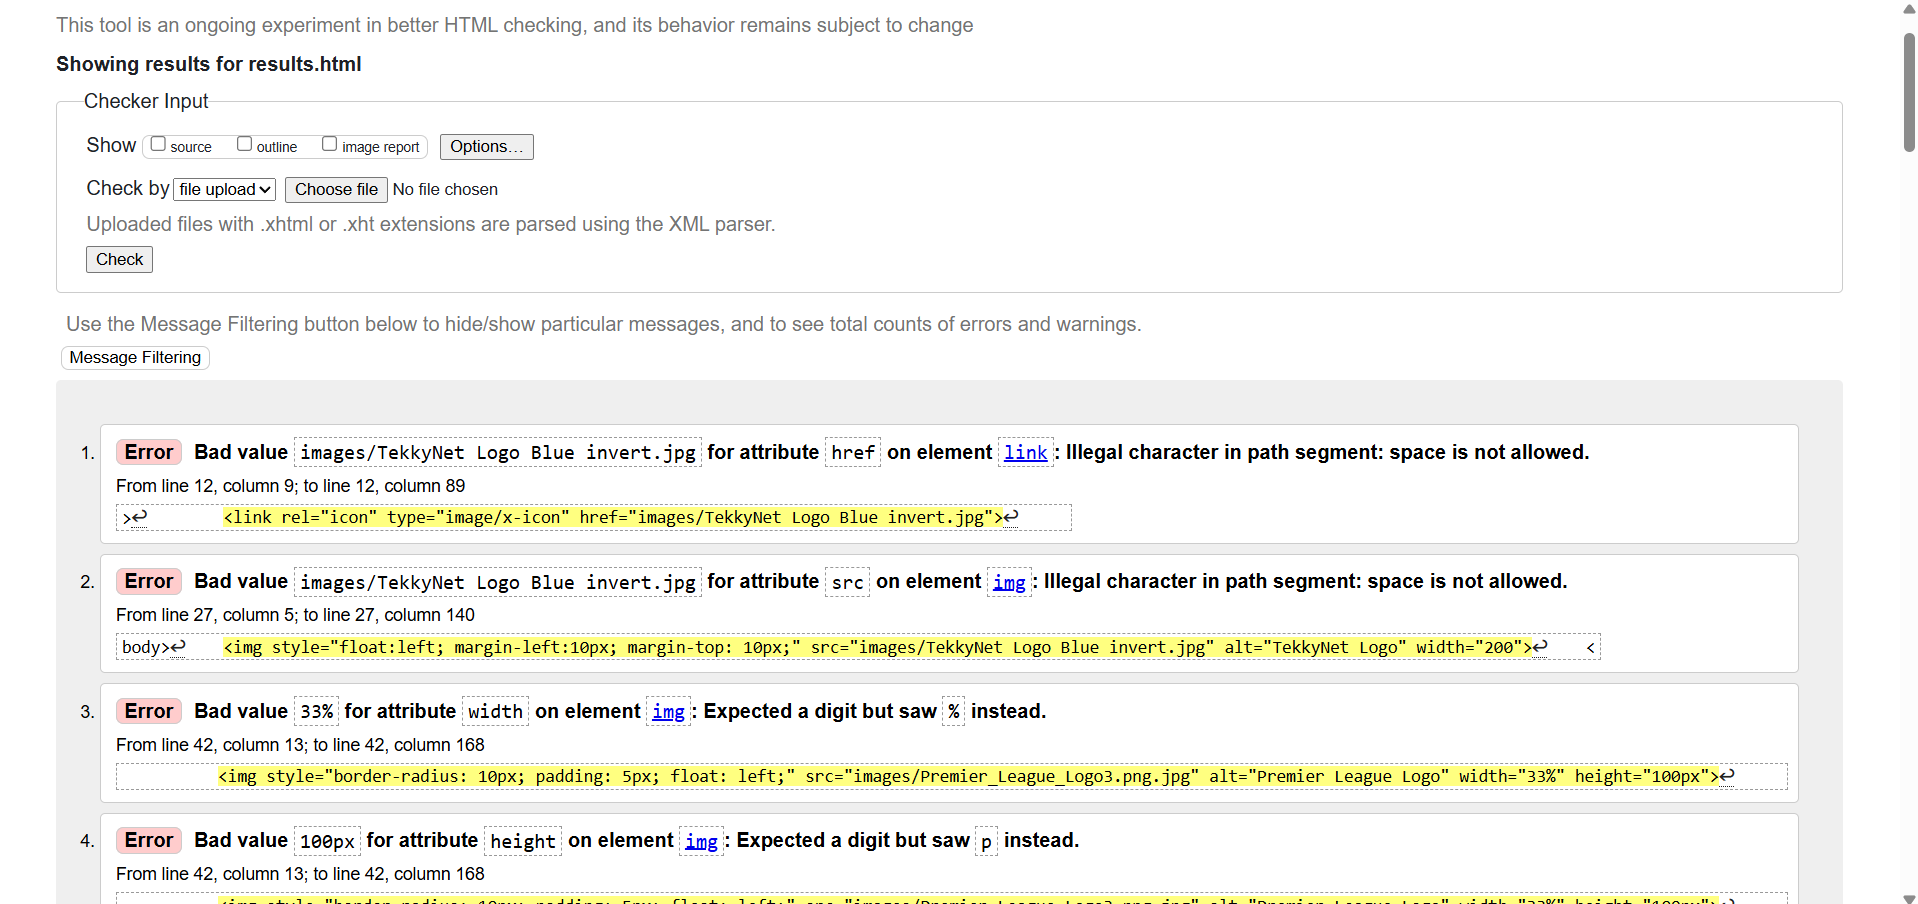 This tool is an ongoing experiment in better HTML checking, and its behavior remains subject to change
Showing results for results.html
Checker Input
Show source outline image report Options…
Check by file upload Choose file No file chosen
Uploaded files with .xhtml or .xht extensions are parsed using the XML parser.
Check
Use the Message Filtering button below to hide/show particular messages, and to see total counts of errors and warnings.
Message Filtering
1. Error Bad value images/TekkyNet Logo Blue invert.jpg for attribute href on element link: Illegal character in path segment: space is not allowed.
From line 12, column 9; to line 12, column 89
>↩ <link rel="icon" type="image/x-icon" href="images/TekkyNet Logo Blue invert.jpg">↩
2. Error Bad value images/TekkyNet Logo Blue invert.jpg for attribute src on element img: Illegal character in path segment: space is not allowed.
From line 27, column 5; to line 27, column 140
body>↩ <img style="float:left; margin-left:10px; margin-top: 10px;" src="images/TekkyNet Logo Blue invert.jpg" alt="TekkyNet Logo" width="200">↩ <
3. Error Bad value 33% for attribute width on element img: Expected a digit but saw % instead.
From line 42, column 13; to line 42, column 168
<img style="border-radius: 10px; padding: 5px; float: left;" src="images/Premier_League_Logo3.png.jpg" alt="Premier League Logo" width="33%" height="100px">↩
4. Error Bad value 100px for attribute height on element img: Expected a digit but saw p instead.
From line 42, column 13; to line 42, column 168